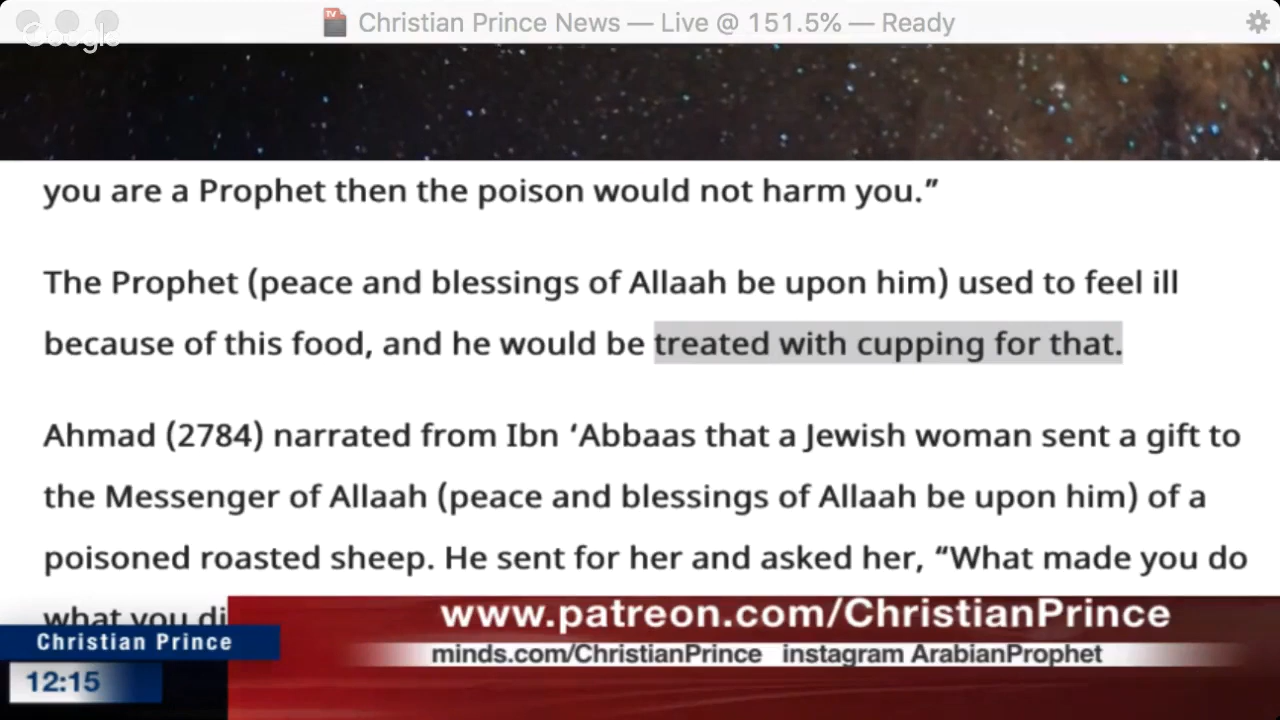 Christian Prince News — Live @ 151.5% — Ready
Google
you are a Prophet then the poison would not harm you.”
The Prophet (peace and blessings of Allaah be upon him) used to feel ill
because of this food, and he would be treated with cupping for that.
Ahmad (2784) narrated from Ibn ‘Abbaas that a Jewish woman sent a gift to
the Messenger of Allaah (peace and blessings of Allaah be upon him) of a
poisoned roasted sheep. He sent for her and asked her, “What made you do
what you di
www.patreon.com/ChristianPrince
Christian Prince
minds.com/ChristianPrince instagram ArabianProphet
12:15